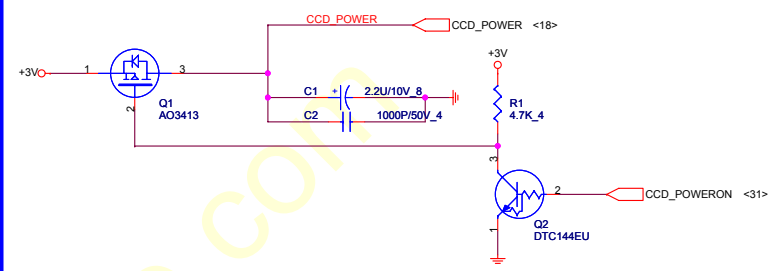 CCD_POWER
CCD_POWER <18>
+3V
1
3
+3V
C1
+
2.2U/10V_8
Q1
AO3413
2
C2
1000P/50V_4
R1
4.7K_4
3
2
CCD_POWERON <31>
1
Q2
DTC144EU
com